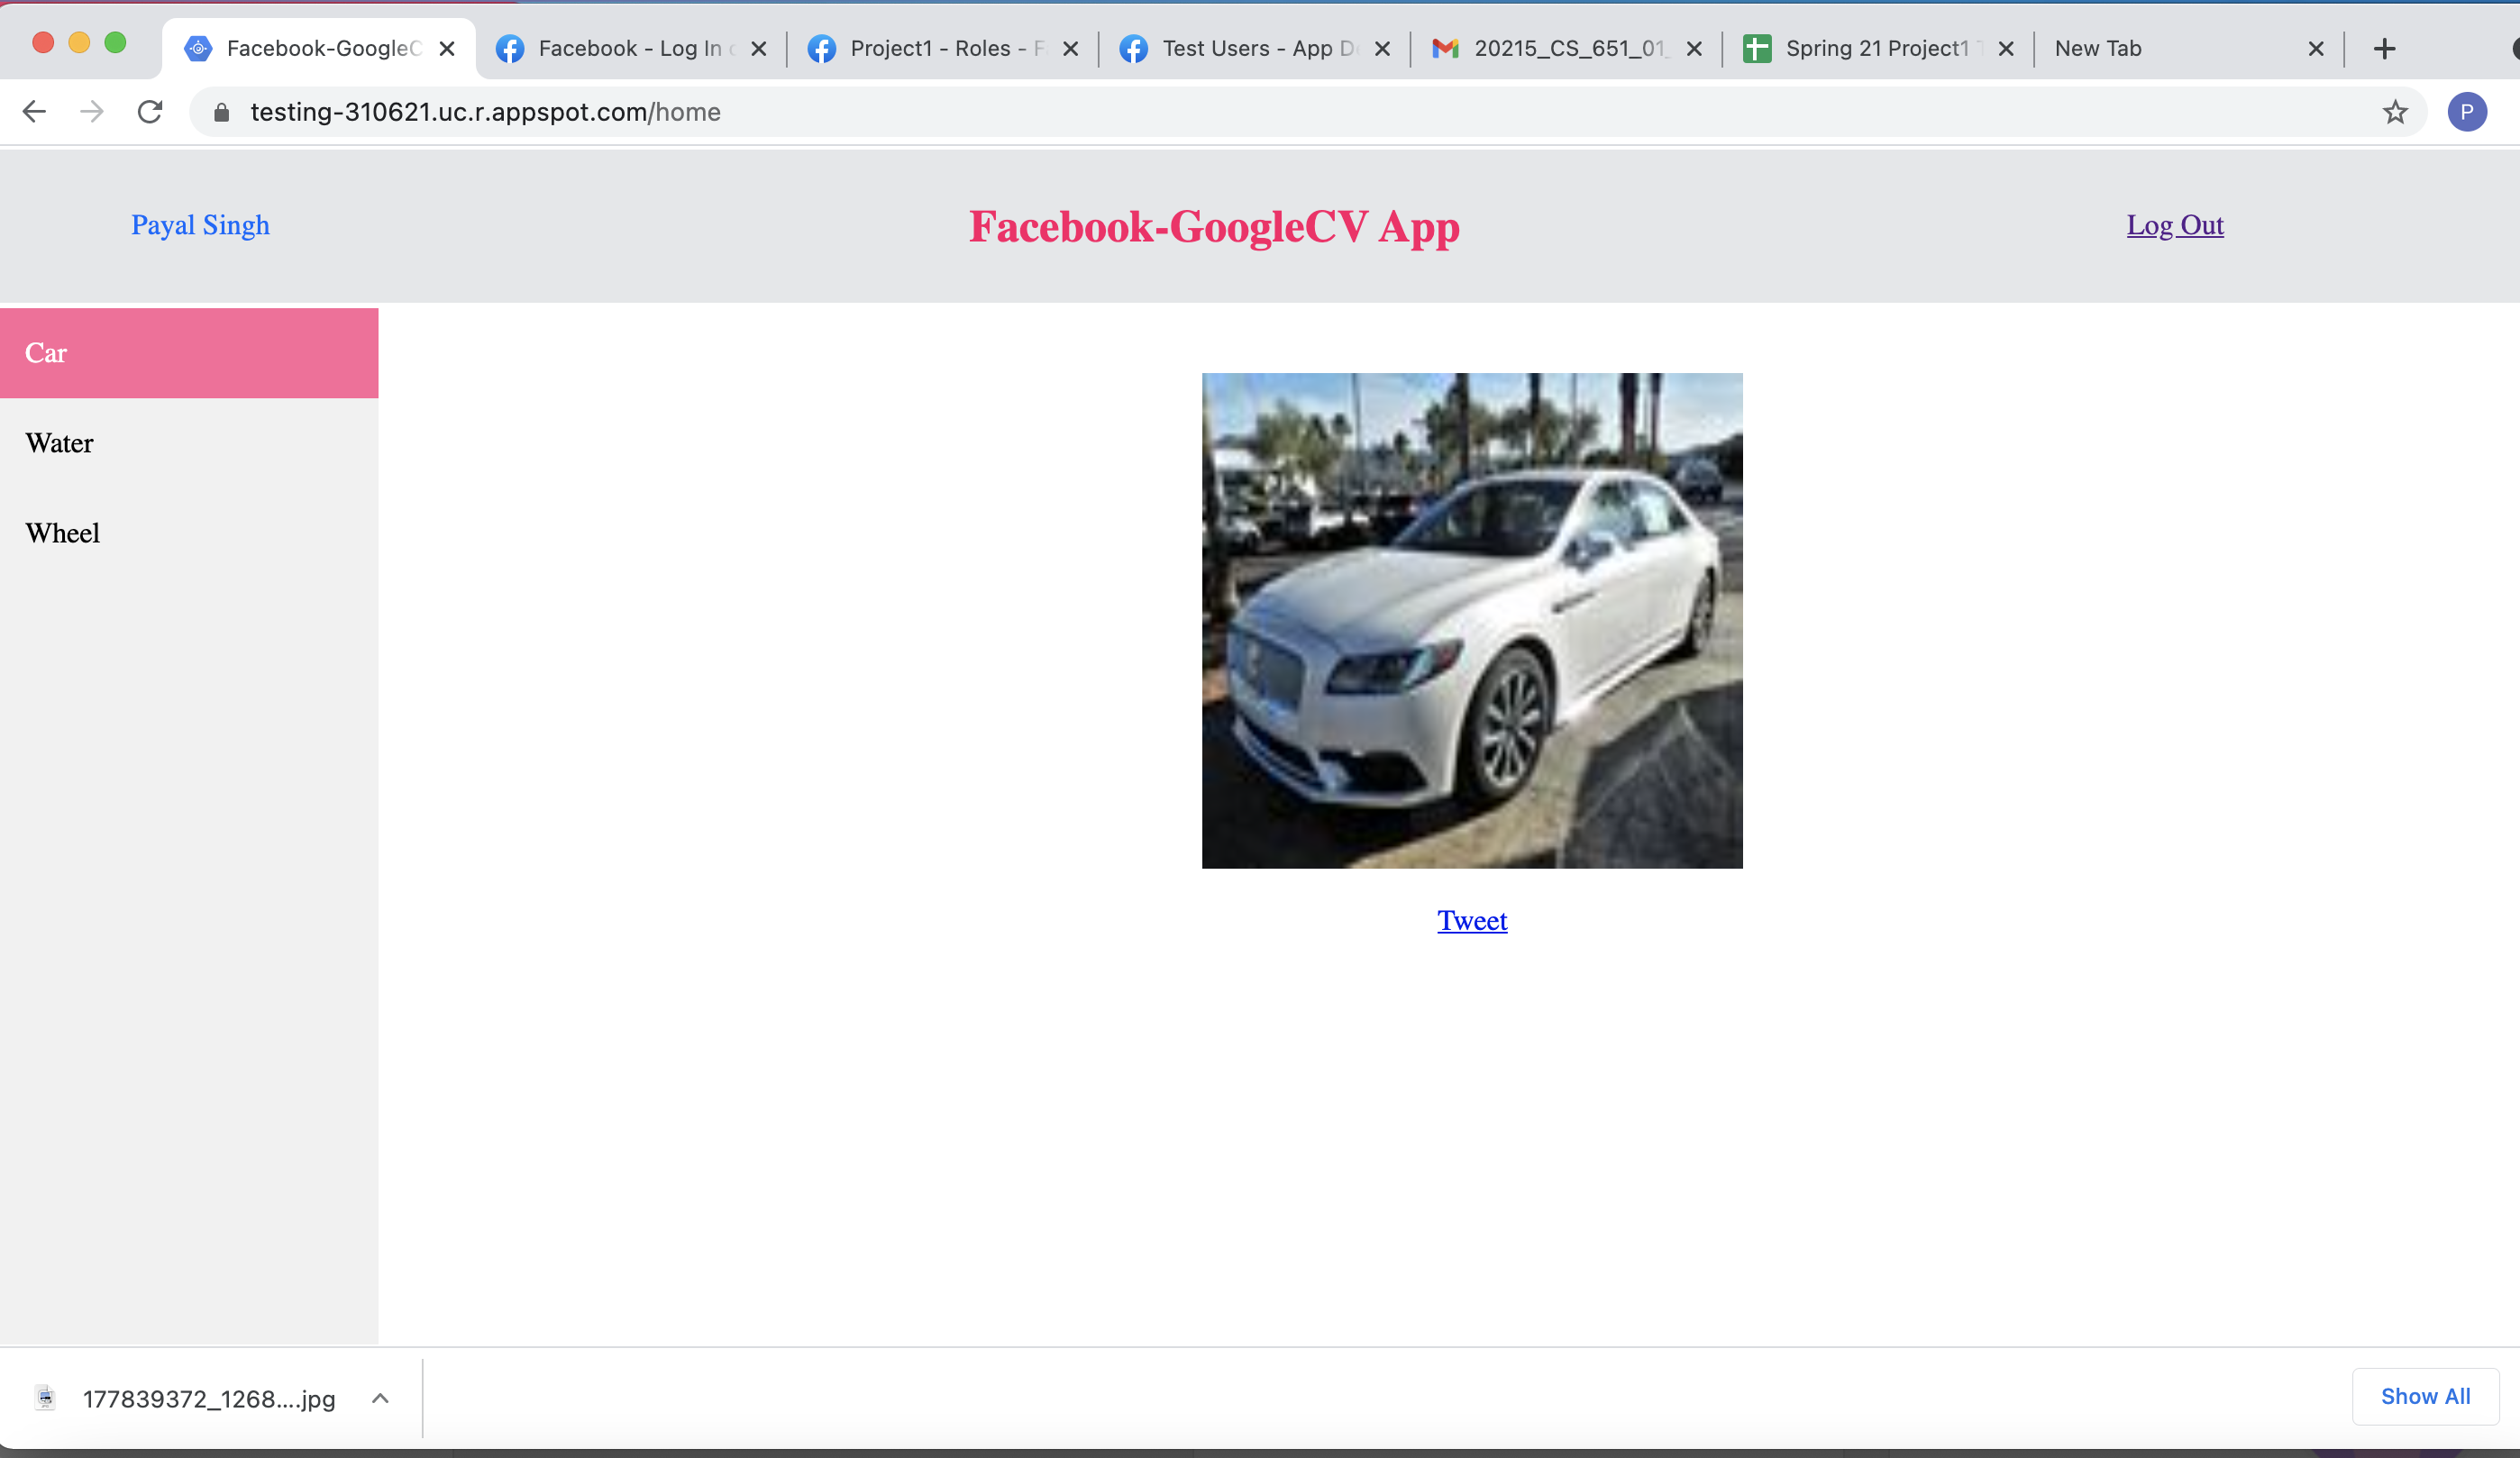 Facebook-GoogleC
Facebook - Log In
Project1 - Roles - F
Test Users - App D
20215_CS_651_01_
Spring 21 Project1
New Tab
testing-310621.uc.r.appspot.com/home
P
Payal Singh
Facebook-GoogleCV App
Log Out
Car
Water
Wheel
Tweet
177839372_1268....jpg
Show All